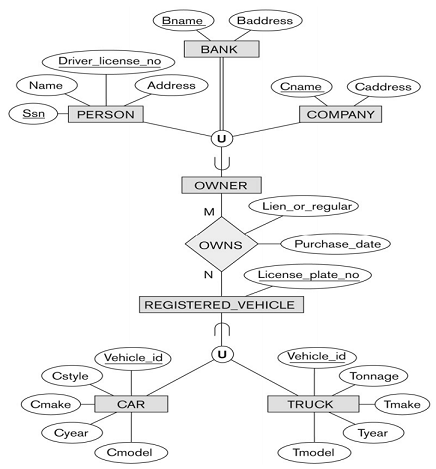 Bname
Baddress
BANK
Driver_license_no
Name
Address
Cname
Caddress
Ssn
PERSON
COMPANY
U
OWNER
M
Lien_or_regular
OWNS
Purchase_date
N
License_plate_no
REGISTERED_VEHICLE
U
Vehicle_id
Vehicle_id
Cstyle
Tonnage
Cmake
CAR
TRUCK
Tmake
Cyear
Tyear
Cmodel
Tmodel